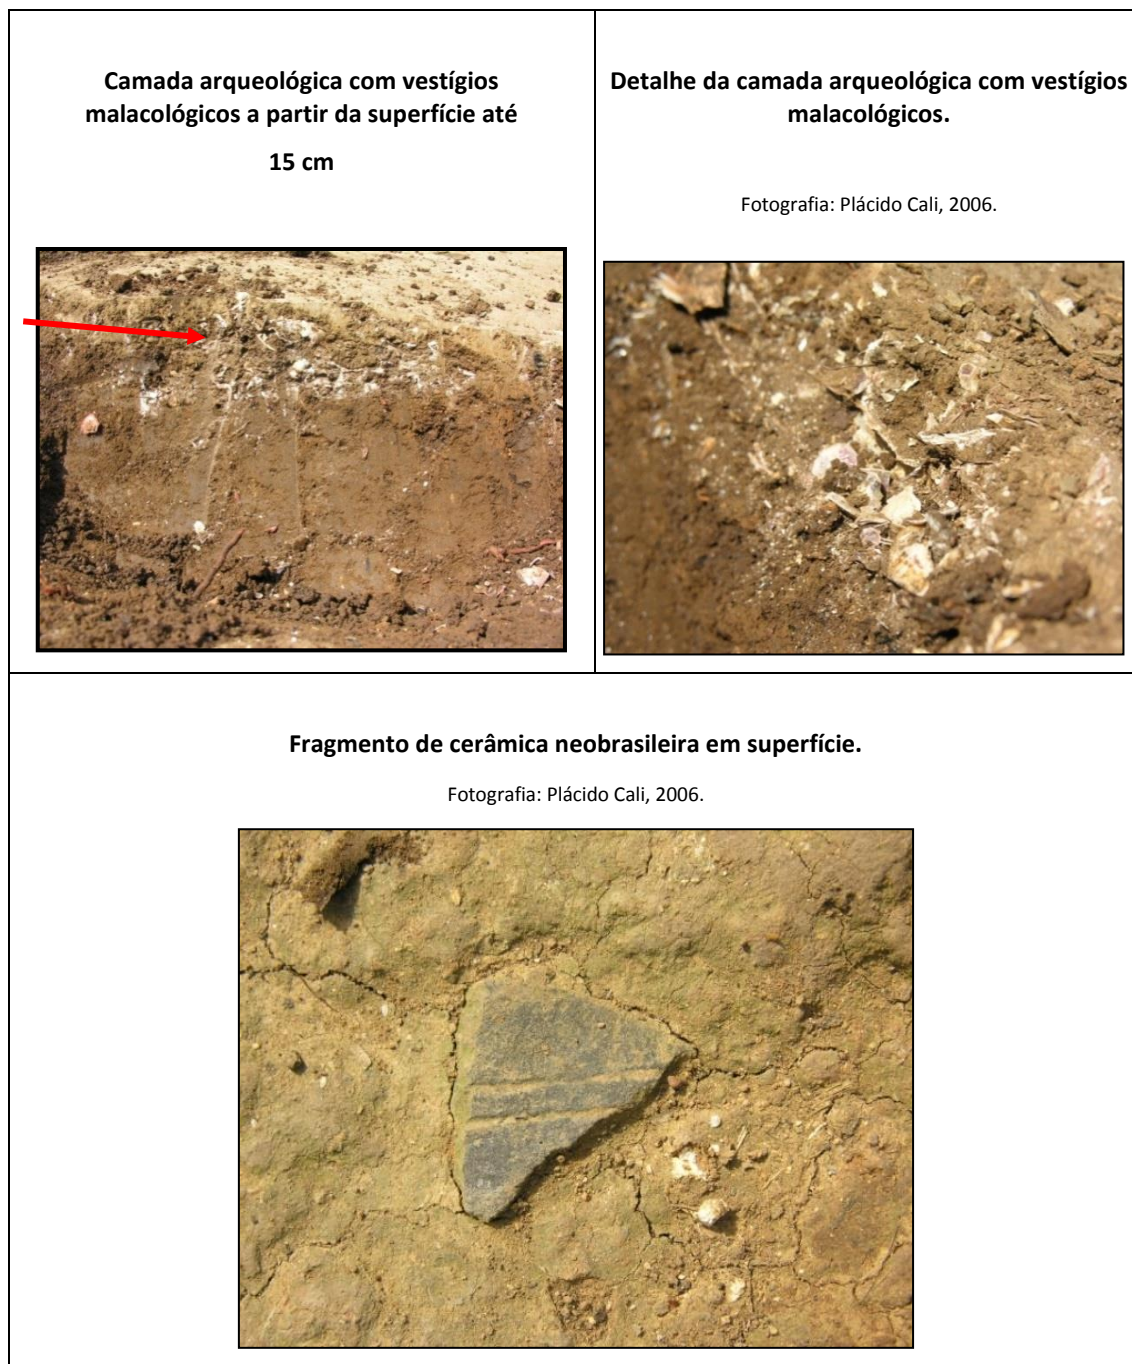 Camada arqueológica com vestígios
malacológicos a partir da superfície até
15 cm
Detalhe da camada arqueológica com vestígios
malacológicos.
Fotografia: Plácido Cali, 2006.
Fragmento de cerâmica neobrasileira em superfície.
Fotografia: Plácido Cali, 2006.